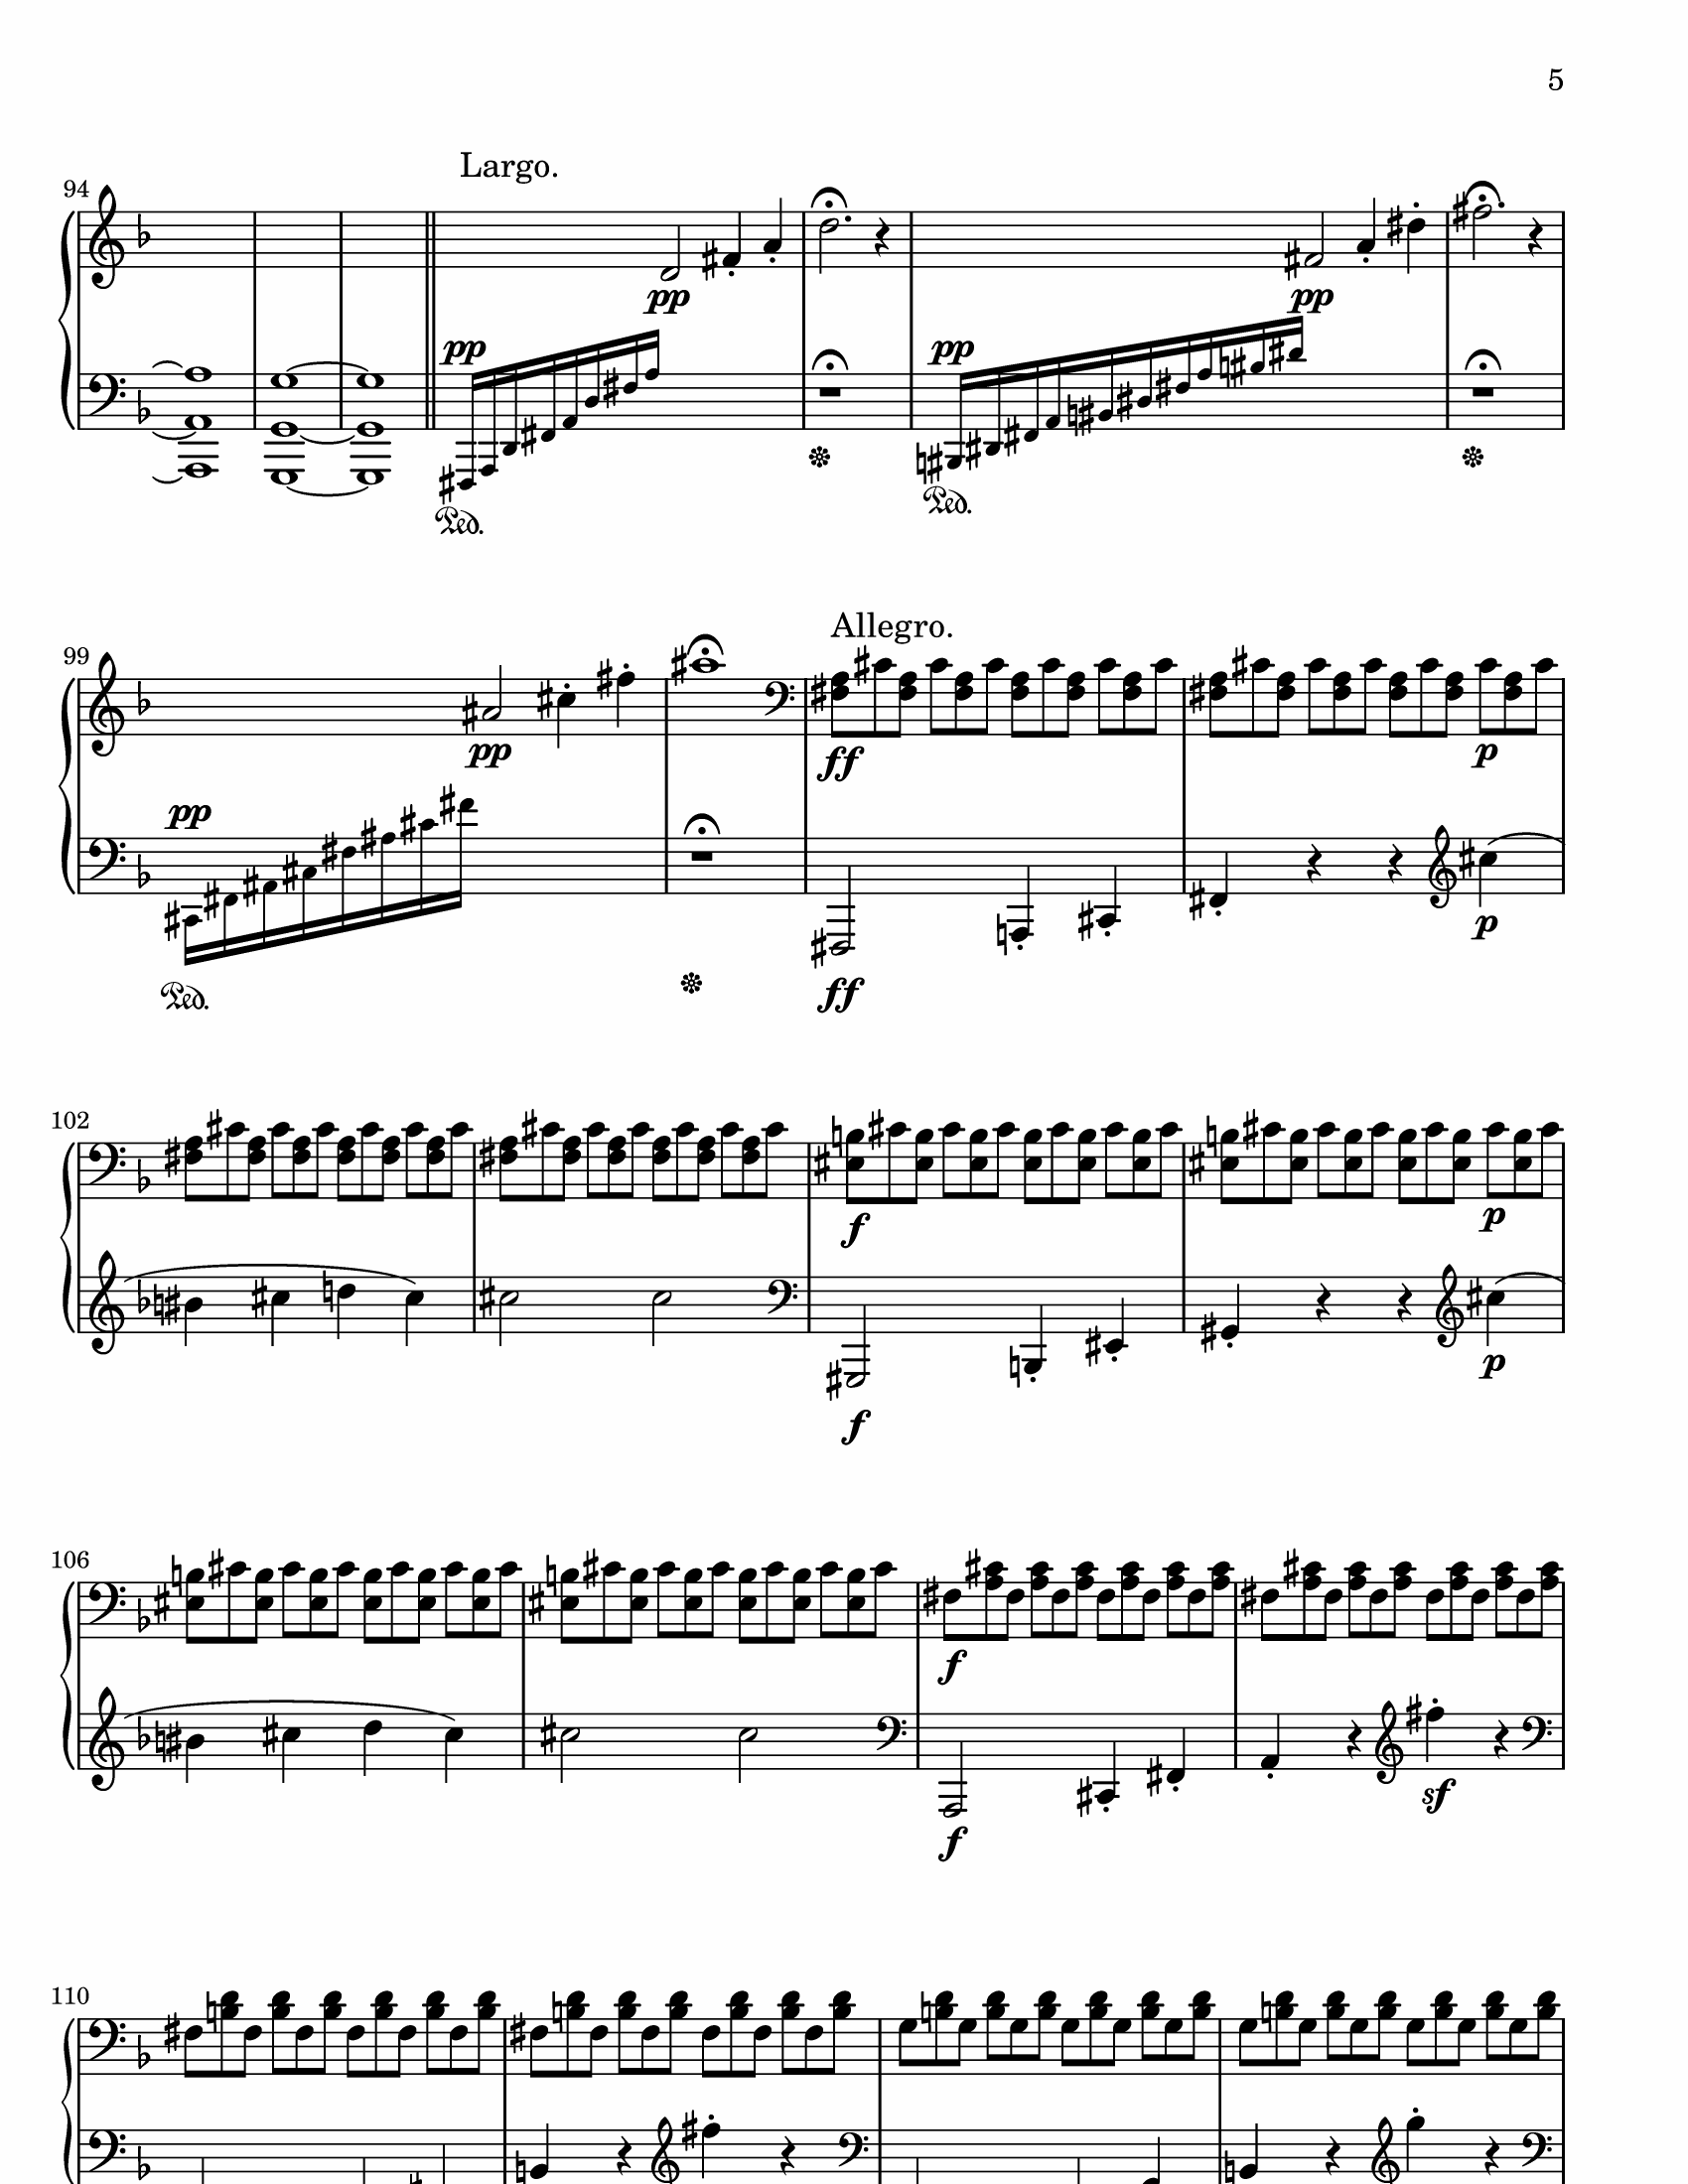 5
94 Largo.
pp pp
pp pp
Ped. Ped.
99 Allegro.
pp ff p
pp
p
Ped. ff
102
f p
p
f
106
f
sf
f
110